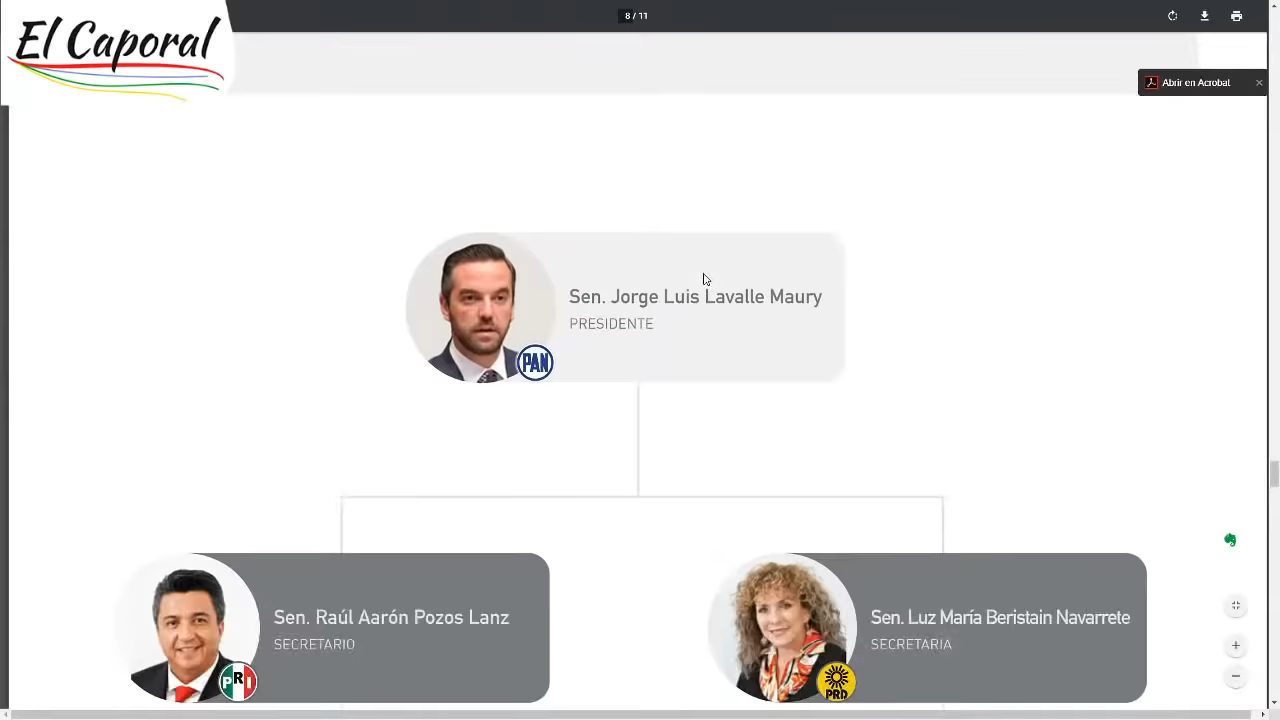 El Caporal
8 / 11
Abrir en Acrobat
Sen. Jorge Luis Lavalle Maury
PRESIDENTE
PAN
Sen. Raúl Aarón Pozos Lanz
SECRETARIO
PRI
Sen. Luz María Beristain Navarrete
SECRETARIA
PRD